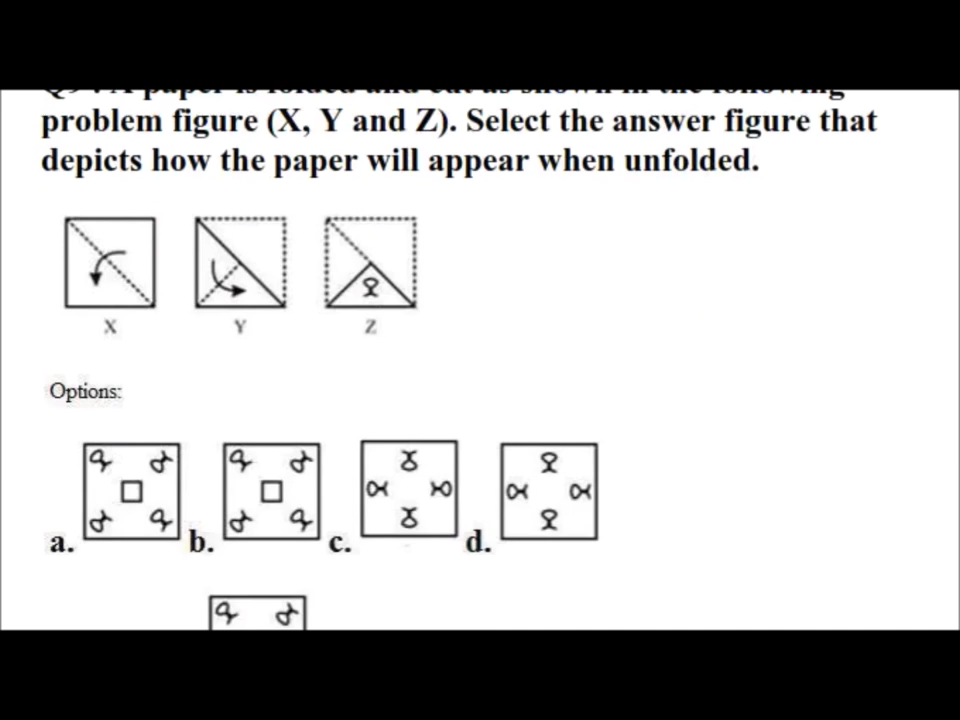 problem figure (X, Y and Z). Select the answer figure that
depicts how the paper will appear when unfolded.
X Y Z
Options:
a. b. c. d.